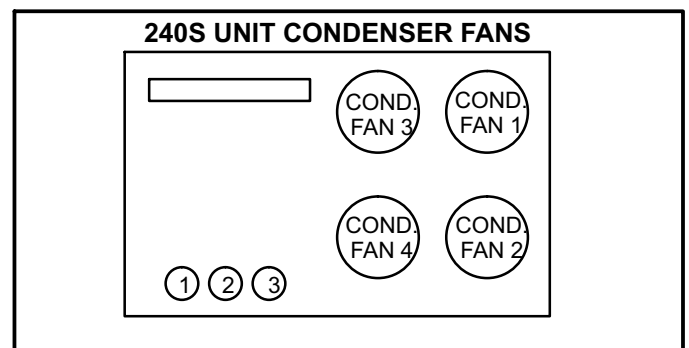 240S UNIT CONDENSER FANS
COND.
FAN 3
COND.
FAN 1
COND.
FAN 4
COND.
FAN 2
1 2 3